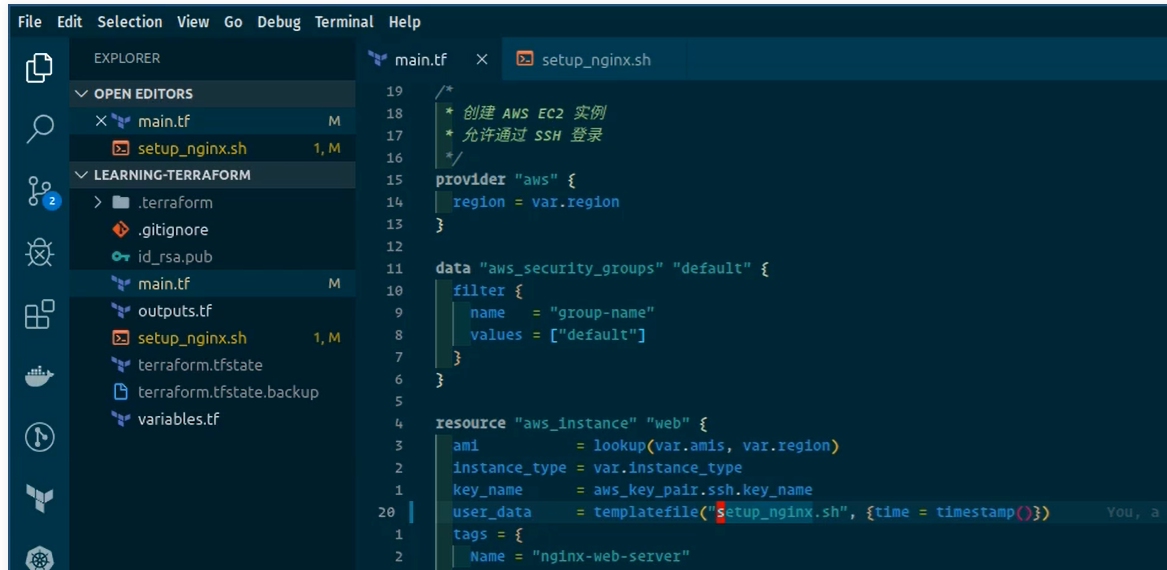 File Edit Selection View Go Debug Terminal Help
EXPLORER
OPEN EDITORS
main.tf M
setup_nginx.sh 1, M
LEARNING-TERRAFORM
.terraform
.gitignore
id_rsa.pub
main.tf M
outputs.tf
setup_nginx.sh 1, M
terraform.tfstate
terraform.tfstate.backup
variables.tf
2
main.tf
setup_nginx.sh
19 /*
18 * 创建 AWS EC2 实例
17 * 允许通过 SSH 登录
16 */
15 provider "aws" {
14 region = var.region
13 }
12
11 data "aws_security_groups" "default" {
10 filter {
9 name = "group-name"
8 values = ["default"]
7 }
6 }
5
4 resource "aws_instance" "web" {
3 ami = lookup(var.amis, var.region)
2 instance_type = var.instance_type
1 key_name = aws_key_pair.ssh.key_name
20 user_data = templatefile("setup_nginx.sh", {time = timestamp()}) You, a
1 tags = {
2 Name = "nginx-web-server"